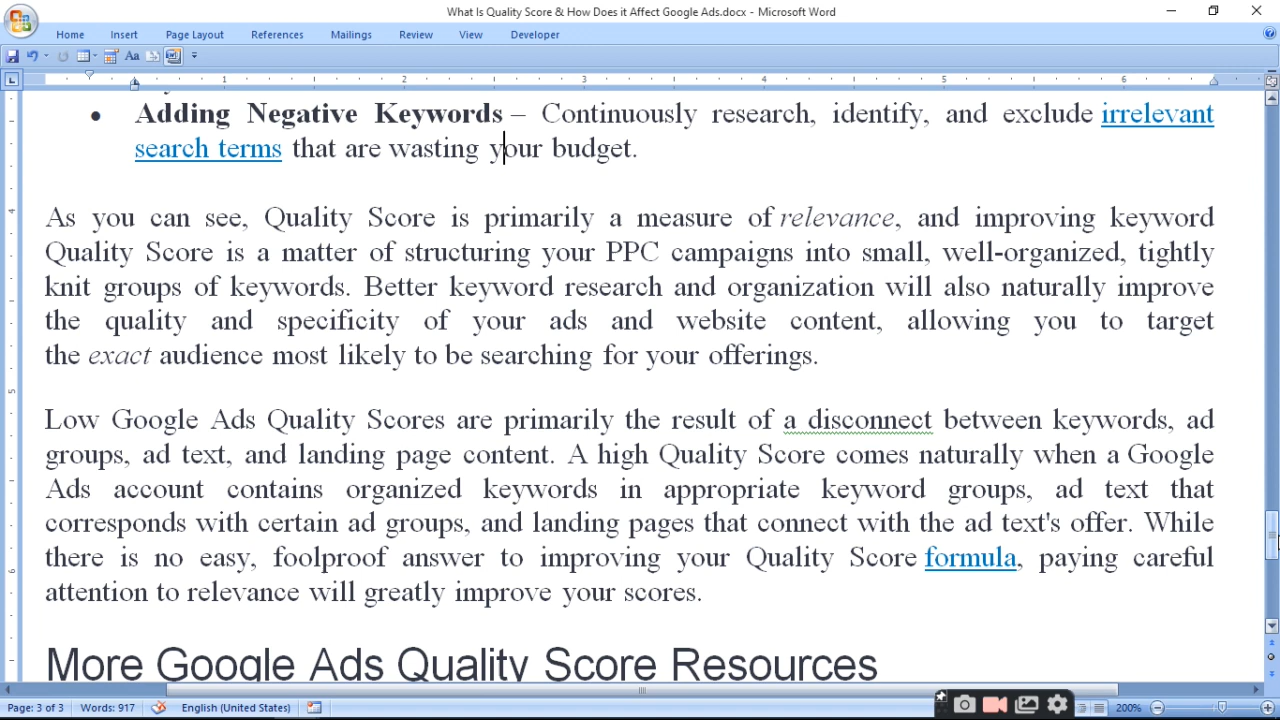 What Is Quality Score & How Does it Affect Google Ads.docx - Microsoft Word
Home Insert Page Layout References Mailings Review View Developer
Aa
1 2 3 4 5 6
• Adding Negative Keywords – Continuously research, identify, and exclude irrelevant
search terms that are wasting your budget.
As you can see, Quality Score is primarily a measure of relevance, and improving keyword
Quality Score is a matter of structuring your PPC campaigns into small, well-organized, tightly
knit groups of keywords. Better keyword research and organization will also naturally improve
the quality and specificity of your ads and website content, allowing you to target
the exact audience most likely to be searching for your offerings.
Low Google Ads Quality Scores are primarily the result of a disconnect between keywords, ad
groups, ad text, and landing page content. A high Quality Score comes naturally when a Google
Ads account contains organized keywords in appropriate keyword groups, ad text that
corresponds with certain ad groups, and landing pages that connect with the ad text's offer. While
there is no easy, foolproof answer to improving your Quality Score formula, paying careful
attention to relevance will greatly improve your scores.
More Google Ads Quality Score Resources
Page: 3 of 3 Words: 917 English (United States) 200%